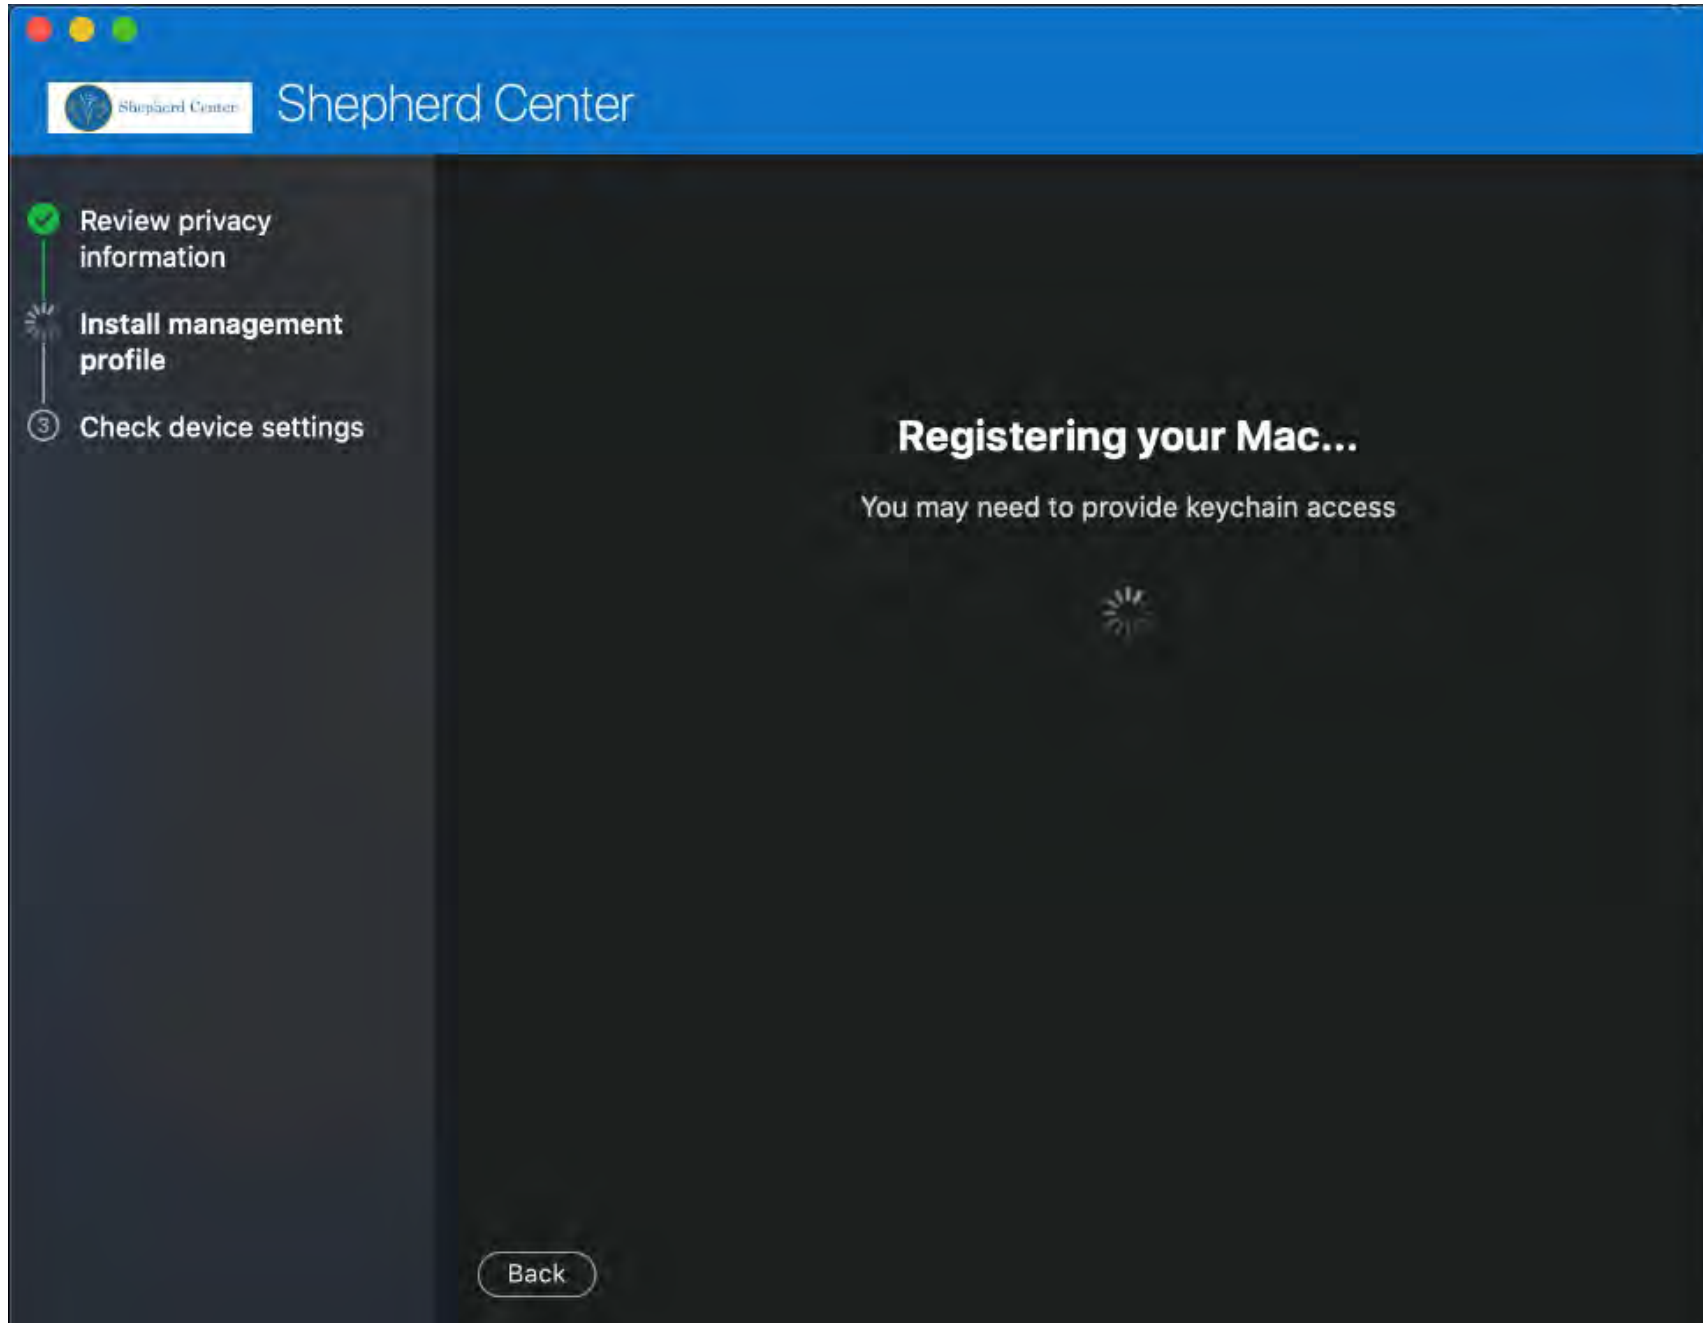 Shepherd Center
Shepherd Center
Review privacy
information
Install management
profile
3
Check device settings
Registering your Mac...
You may need to provide keychain access
Back